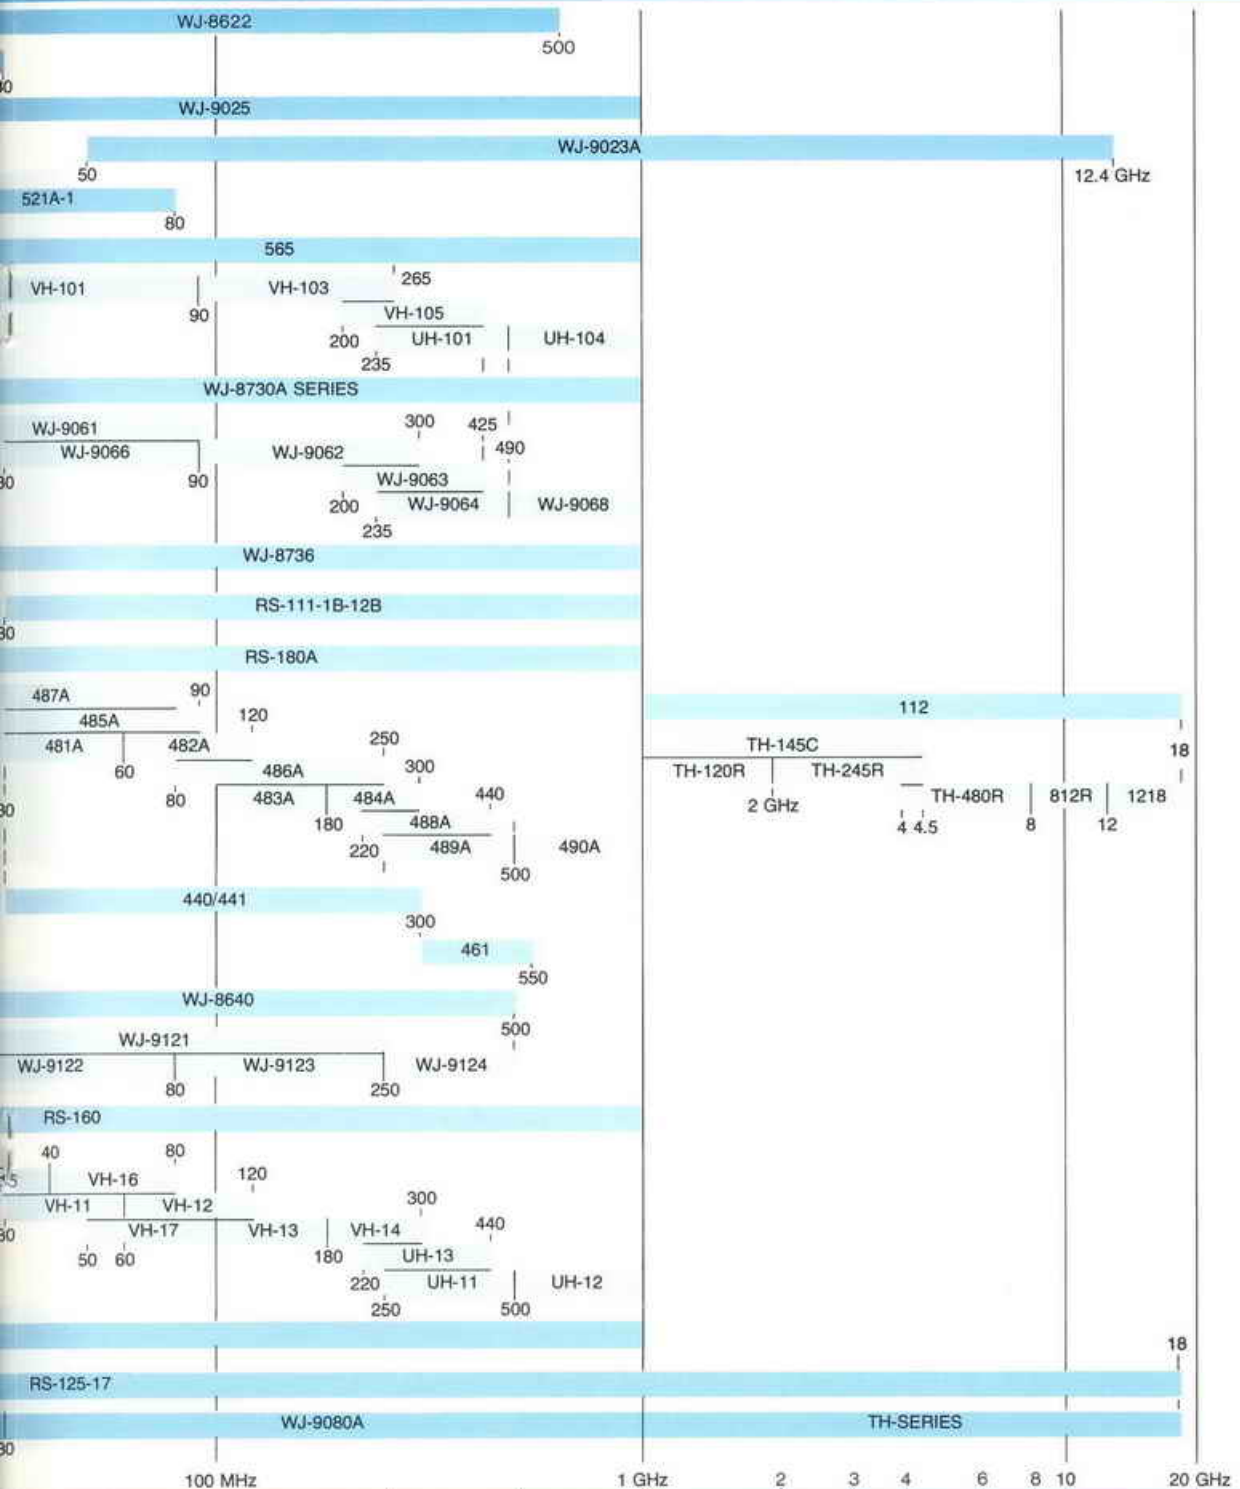 WJ-8622
500
WJ-9025
WJ-9023A
50
12.4 GHz
521A-1
80
565
265
VH-101
VH-103
90
VH-105
200
UH-101
UH-104
235
WJ-8730A SERIES
300
425
WJ-9061
490
WJ-9066
WJ-9062
90
WJ-9063
200
WJ-9064
WJ-9068
235
WJ-8736
RS-111-1B-12B
RS-180A
487A
90
112
120
485A
250
481A
482A
TH-145C
18
60
486A
300
TH-120R
TH-245R
80
483A
484A
440
2 GHz
TH-480R
812R
1218
180
488A
4
4.5
8
12
220
489A
490A
500
440/441
300
461
550
WJ-8640
500
WJ-9121
WJ-9122
WJ-9123
WJ-9124
80
250
RS-160
40
80
VH-16
120
VH-11
VH-12
300
VH-17
VH-13
VH-14
440
50
60
180
UH-13
220
UH-11
UH-12
250
500
18
RS-125-17
WJ-9080A
TH-SERIES
100 MHz
1 GHz
2
3
4
6
8
10
20 GHz